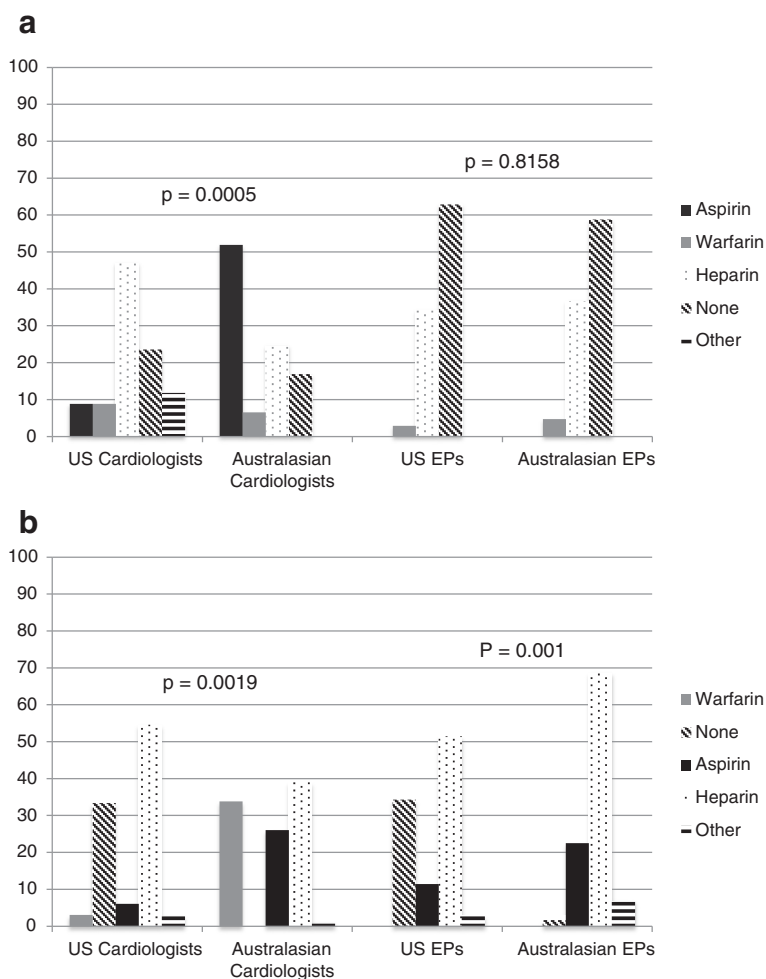 a
100
90
80
70
60
50
40
30
20
10
0
p = 0.0005
p = 0.8158
US Cardiologists
Australasian
Cardiologists
US EPs
Australasian EPs
Aspirin
Warfarin
Heparin
None
Other
b
100
90
80
70
60
50
40
30
20
10
0
p = 0.0019
P = 0.001
US Cardiologists
Australasian
Cardiologists
US EPs
Australasian EPs
Warfarin
None
Aspirin
Heparin
Other